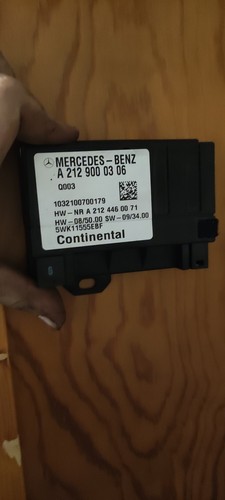 MERCEDES-BENZ
A 212 900 03 06
Q003
1032100700179
HW-NR A 212 446 00 71
HW-08/50.00 SW-09/34.00
5WK11555EBF
Continental